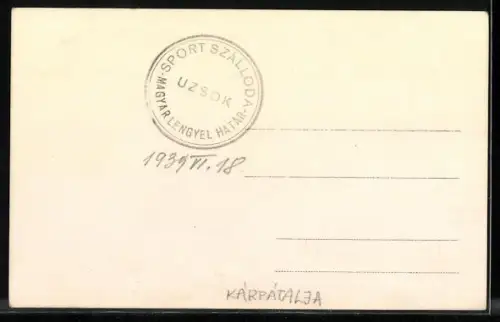 SPORT SZÁLLODA
UZSOK
MAGYAR LENGYEL HATÁR
1939 VI. 18
KÁRPÁTALJA